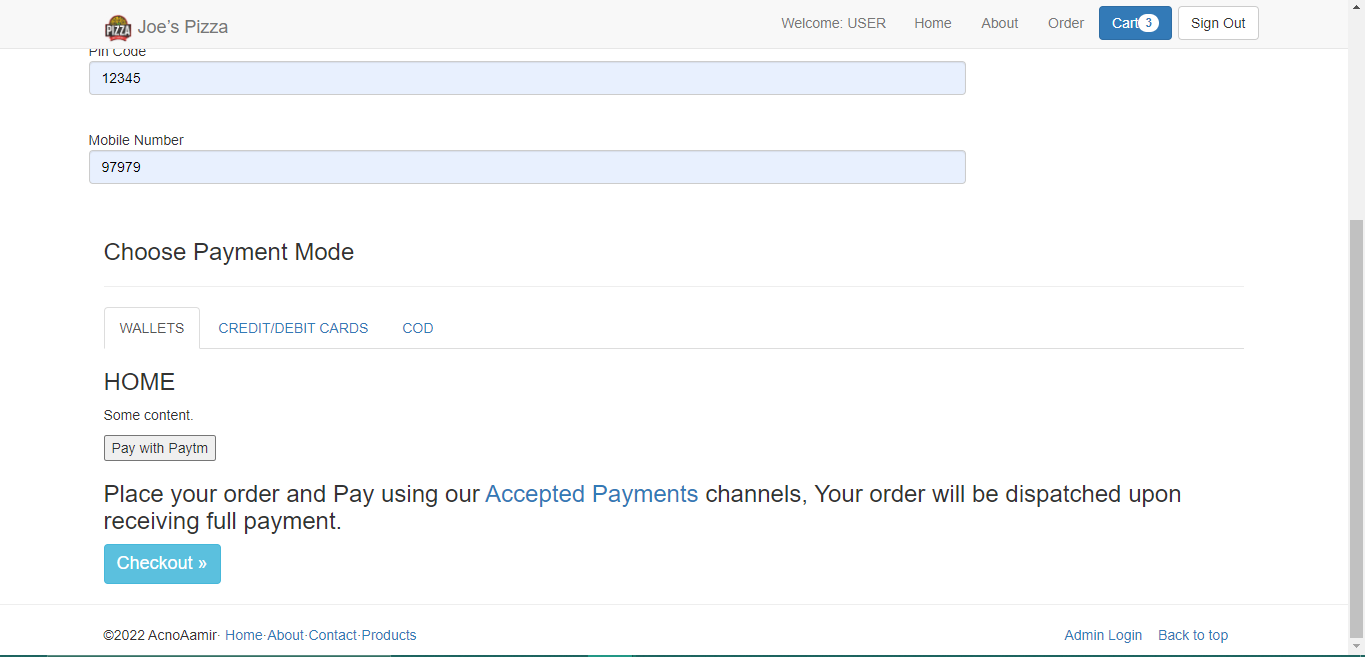 PIZZA Joe's Pizza Welcome: USER Home About Order Cart 3 Sign Out
Pin Code
12345
Mobile Number
97979
Choose Payment Mode
WALLETS CREDIT/DEBIT CARDS COD
HOME
Some content.
Pay with Paytm
Place your order and Pay using our Accepted Payments channels, Your order will be dispatched upon
receiving full payment.
Checkout »
©2022 AcnoAamir· Home·About·Contact·Products Admin Login Back to top